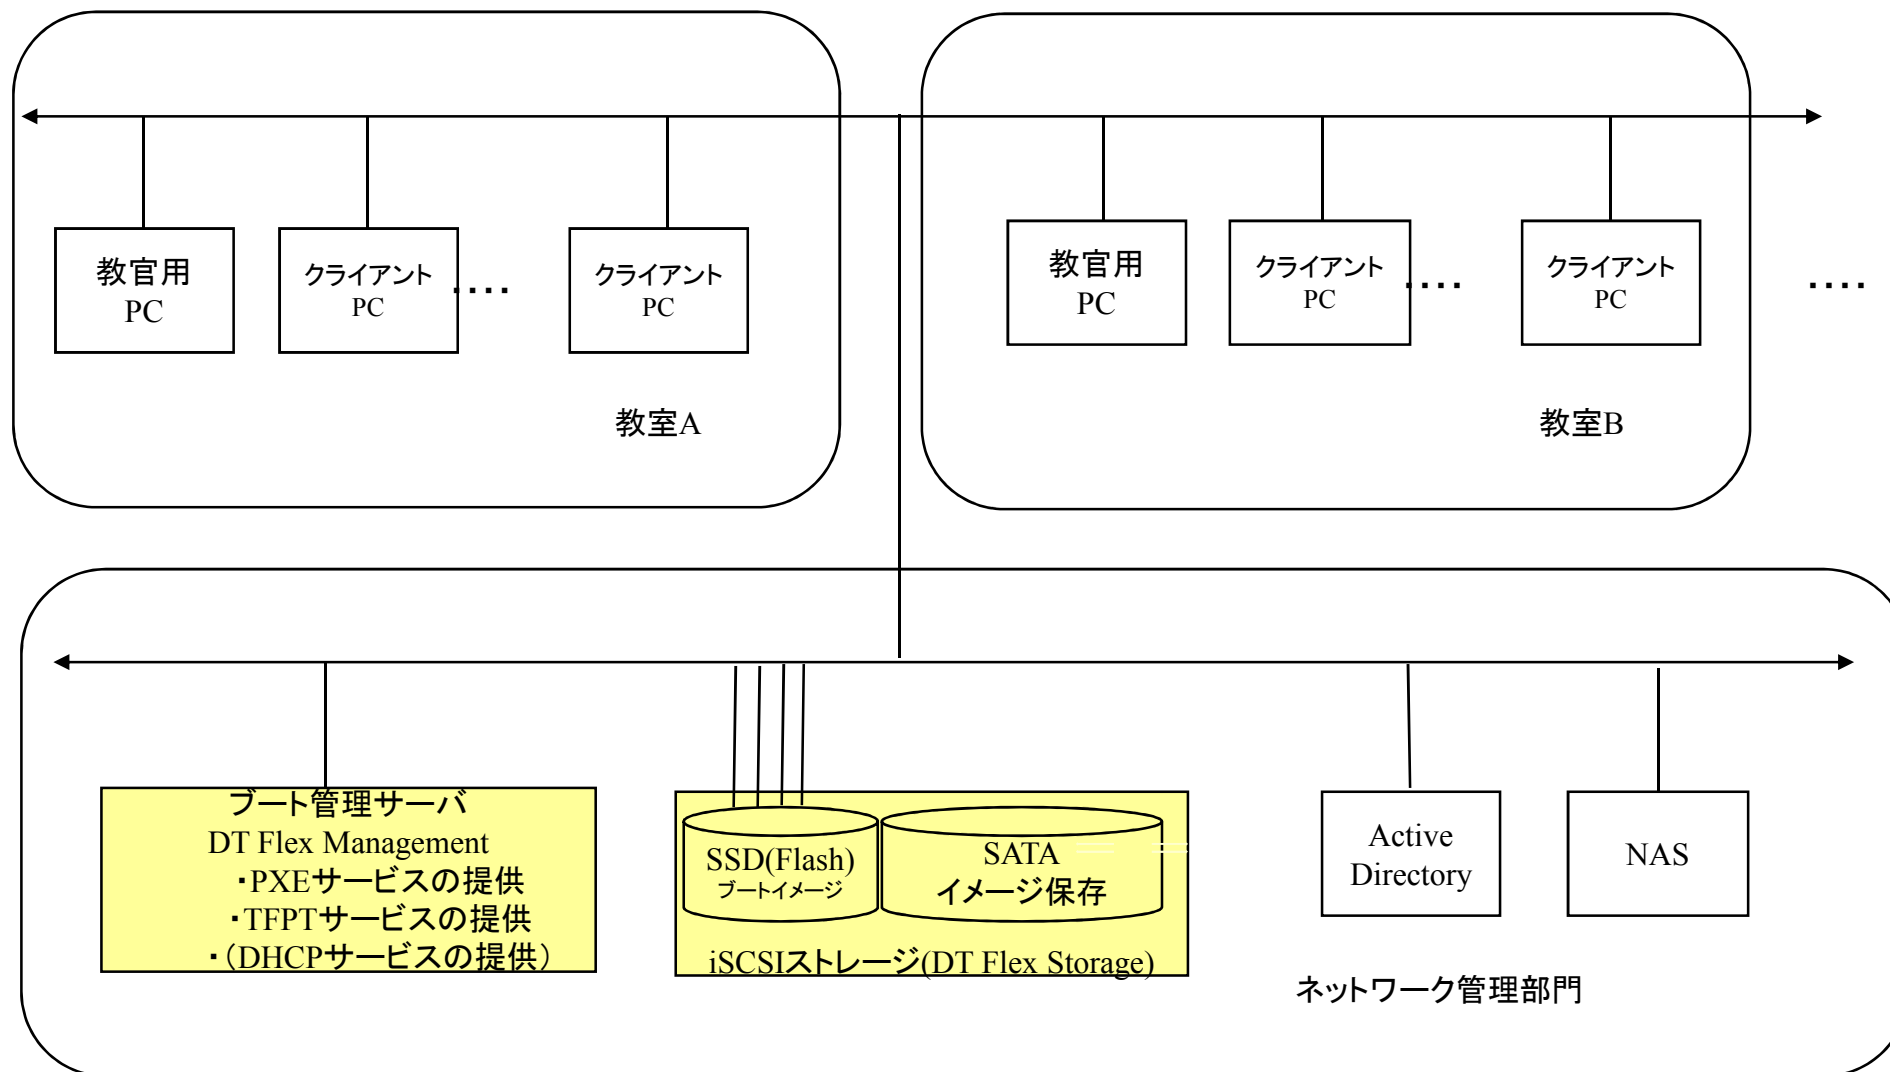 教官用
PC
クライアント
PC
・・・・
クライアント
PC
教室A
教官用
PC
クライアント
PC
・・・・
クライアント
PC
・・・・
教室B
ブート管理サーバ
DT Flex Management
・PXEサービスの提供
・TFPTサービスの提供
・(DHCPサービスの提供)
SSD(Flash)
ブートイメージ
SATA
イメージ保存
iSCSIストレージ(DT Flex Storage)
Active
Directory
NAS
ネットワーク管理部門